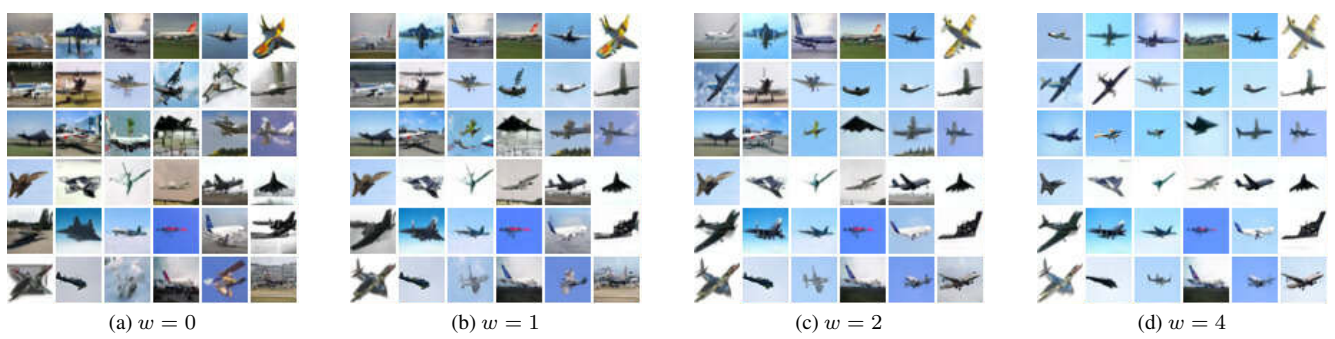 (a) w = 0
(b) w = 1
(c) w = 2
(d) w = 4